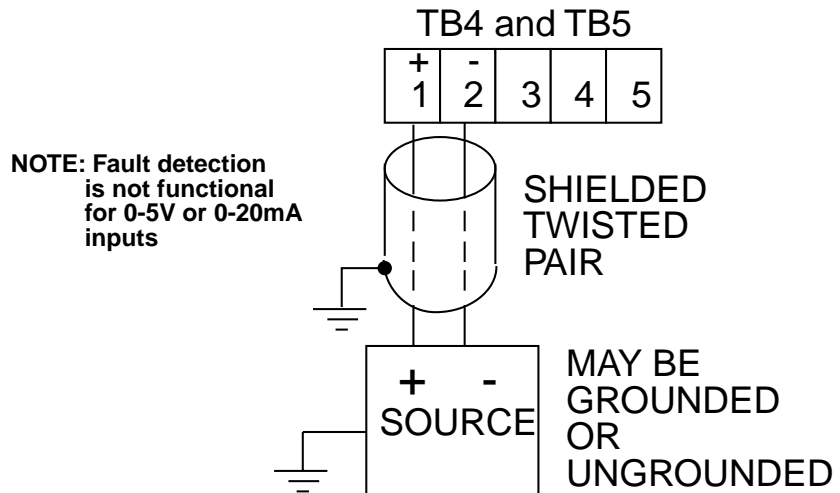 TB4 and TB5
+ -
1 2 3 4 5
NOTE: Fault detection
is not functional
for 0-5V or 0-20mA
inputs
SHIELDED
TWISTED
PAIR
+ -
SOURCE
MAY BE
GROUNDED
OR
UNGROUNDED